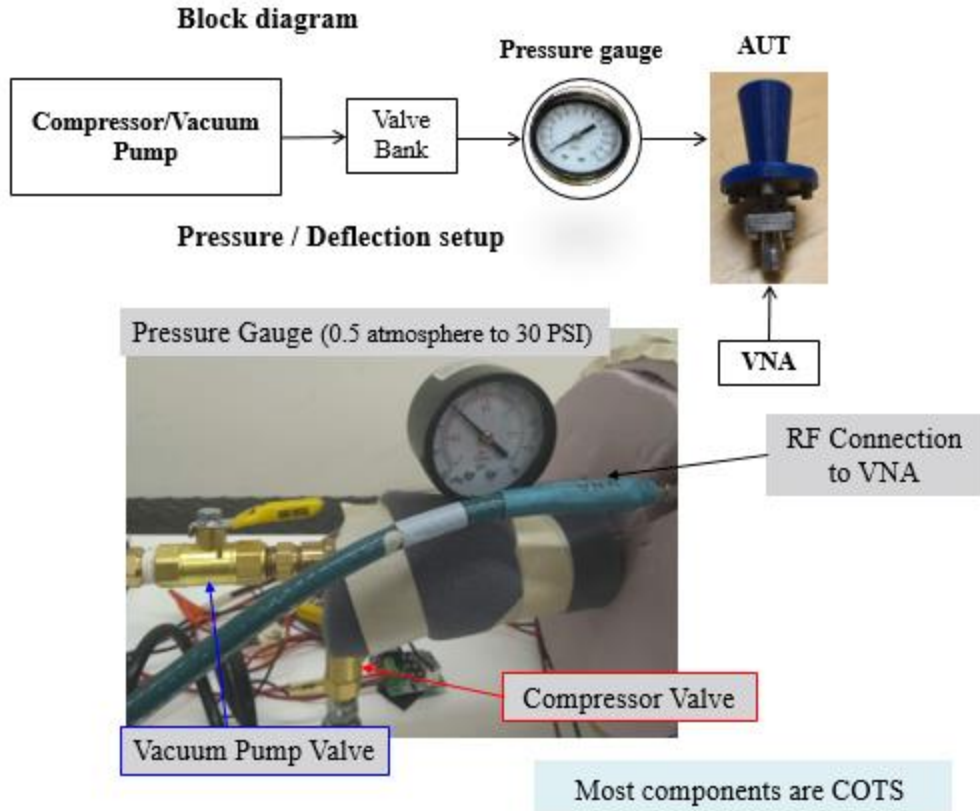 Block diagram
Pressure gauge
AUT
Compressor/Vacuum
Pump
Valve
Bank
Pressure / Deflection setup
VNA
Pressure Gauge (0.5 atmosphere to 30 PSI)
RF Connection
to VNA
VNA
Compressor Valve
Vacuum Pump Valve
Most components are COTS